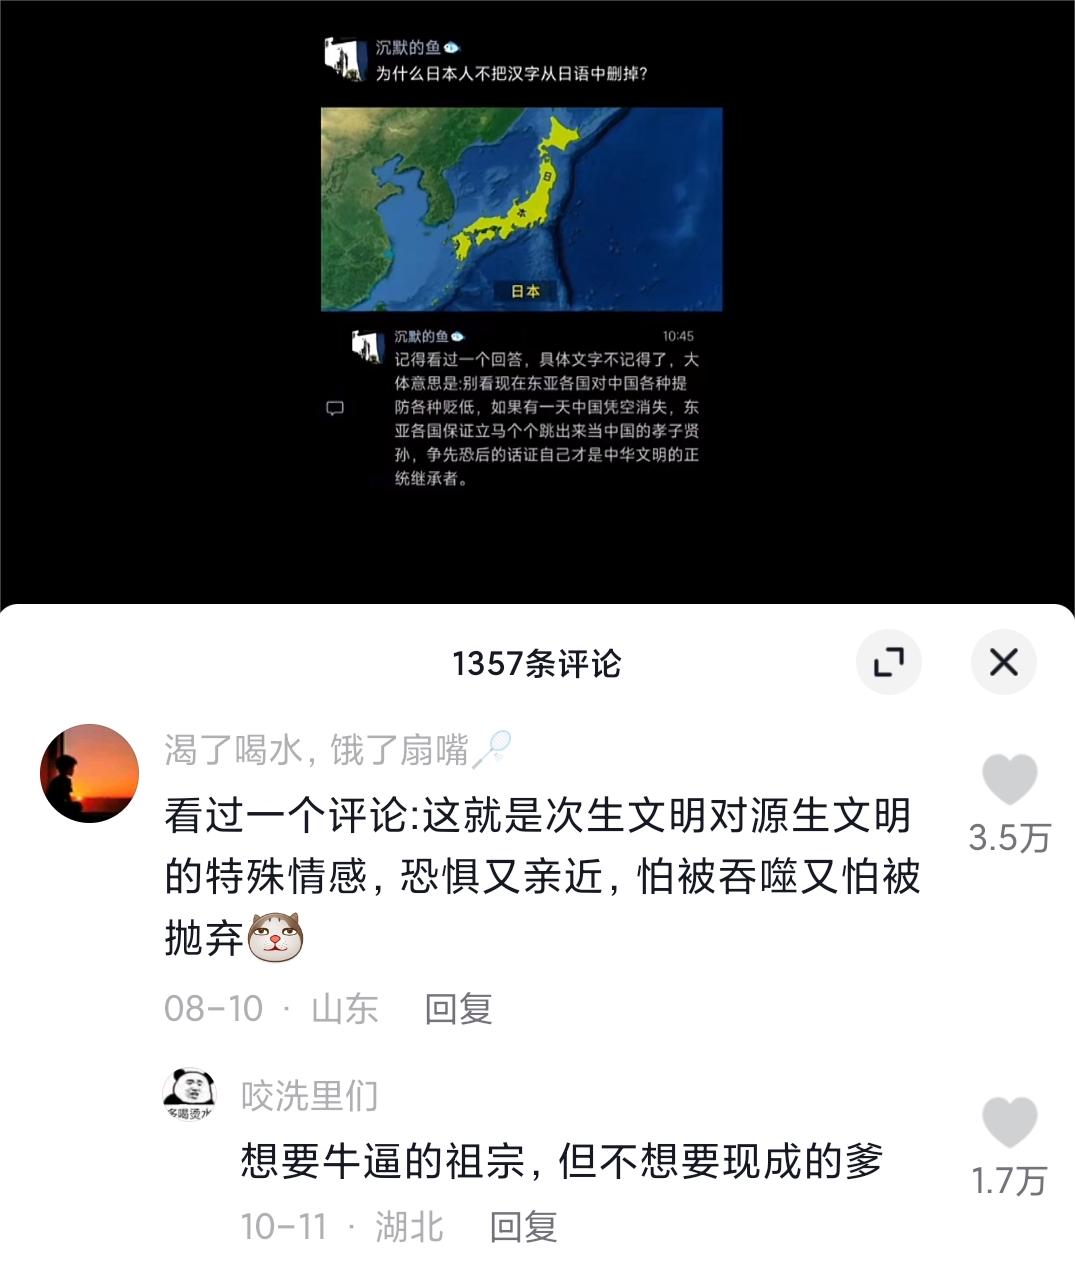 沉默的鱼🐟
为什么日本人不把汉字从日语中删掉?
日
本
日本
沉默的鱼🐟 10:45
记得看过一个回答，具体文字不记得了，大
体意思是:别看现在东亚各国对中国各种提
防各种贬低，如果有一天中国凭空消失，东
亚各国保证立马个个跳出来当中国的孝子贤
孙，争先恐后的话证自己才是中华文明的正
统继承者。
1357条评论
渴了喝水，饿了扇嘴🏸
看过一个评论:这就是次生文明对源生文明
的特殊情感，恐惧又亲近，怕被吞噬又怕被
抛弃
3.5万
08-10 · 山东 回复
多喝烫水
咬洗里们
想要牛逼的祖宗，但不想要现成的爹
1.7万
10-11 · 湖北 回复